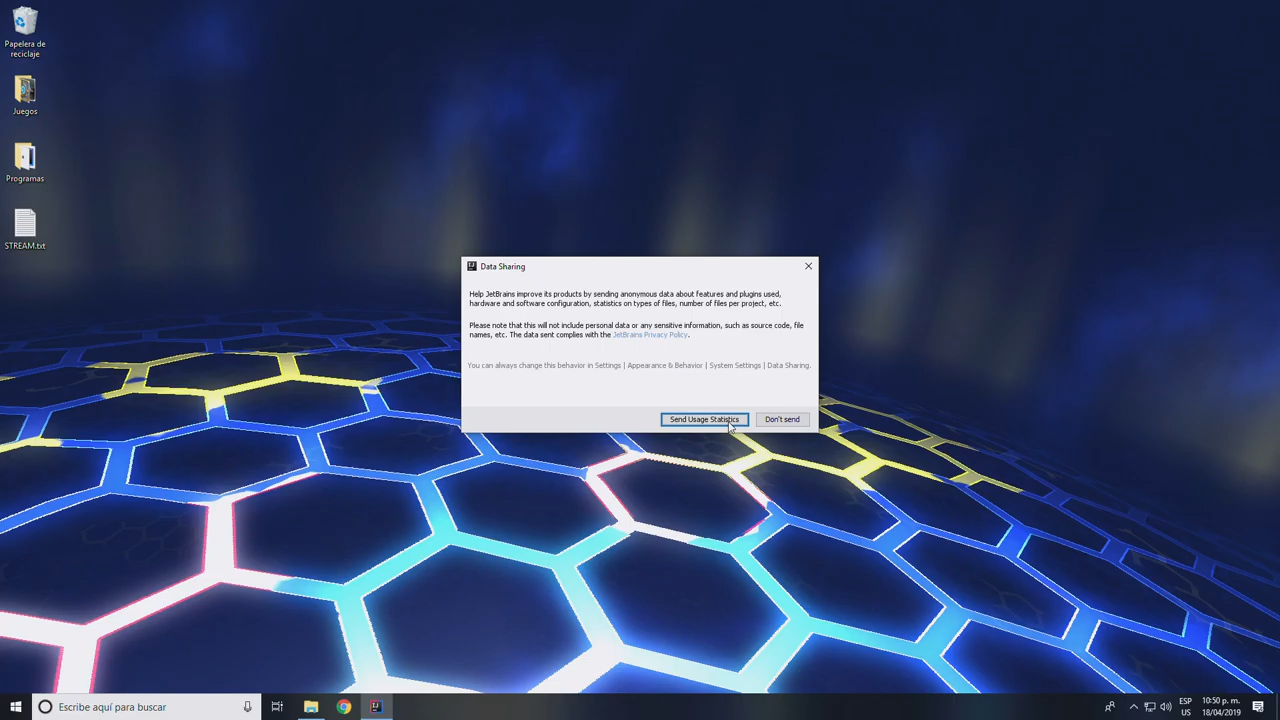 Papelera de
reciclaje
Juegos
Programas
STREAM.txt
Data Sharing
Help JetBrains improve its products by sending anonymous data about features and plugins used,
hardware and software configuration, statistics on types of files, number of files per project, etc.
Please note that this will not include personal data or any sensitive information, such as source code, file
names, etc. The data sent complies with the JetBrains Privacy Policy.
You can always change this behavior in Settings | Appearance & Behavior | System Settings | Data Sharing.
Send Usage Statistics
Don't send
Escribe aquí para buscar
ESP
US
10:50 p. m.
18/04/2019